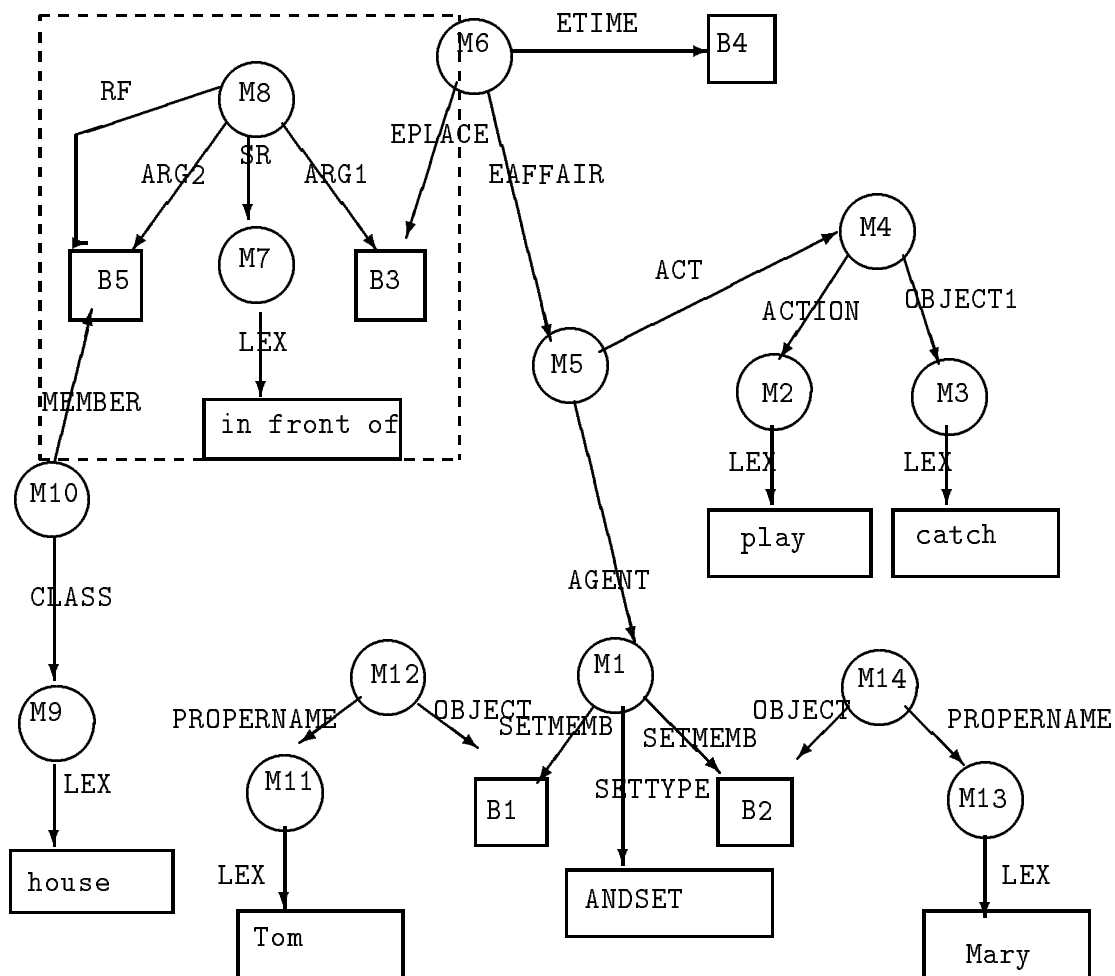 ETIME
M6
B4
RF
M8
EPLACE
SR
ARG2
ARG1
EAFFAIR
M4
M7
B5
B3
ACT
OBJECT1
ACTION
LEX
M5
M2
M3
MEMBER
in front of
LEX
LEX
M10
play
catch
AGENT
CLASS
M12
M1
M14
M9
PROPERNAME
OBJECT
SETMEMB
SETMEMB
OBJECT
PROPERNAME
LEX
M11
SETTYPE
M13
B1
B2
house
LEX
ANDSET
LEX
Tom
Mary